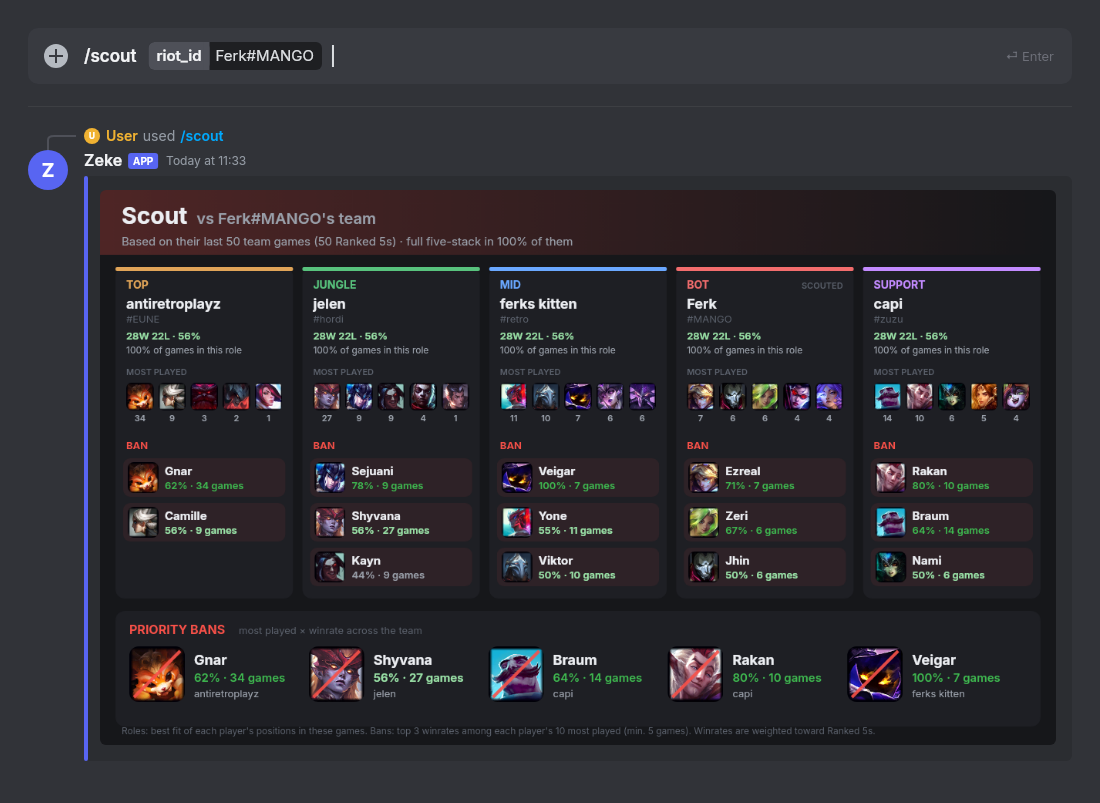 /scout riot_id Ferk#MANGO
Enter
U User used /scout
Z
Zeke APP Today at 11:33
Scout vs Ferk#MANGO's team
Based on their last 50 team games (50 Ranked 5s) · full five-stack in 100% of them
TOP
antiretroplayz
#EUNE
28W 22L · 56%
100% of games in this role
MOST PLAYED
34 9 3 2 1
BAN
Gnar
62% · 34 games
Camille
56% · 9 games
JUNGLE
jelen
#hordi
28W 22L · 56%
100% of games in this role
MOST PLAYED
27 9 9 4 1
BAN
Sejuani
78% · 9 games
Shyvana
56% · 27 games
Kayn
44% · 9 games
MID
ferks kitten
#retro
28W 22L · 56%
100% of games in this role
MOST PLAYED
11 10 7 6 6
BAN
Veigar
100% · 7 games
Yone
55% · 11 games
Viktor
50% · 10 games
BOT SCOUTED
Ferk
#MANGO
28W 22L · 56%
100% of games in this role
MOST PLAYED
7 6 6 4 4
BAN
Ezreal
71% · 7 games
Zeri
67% · 6 games
Jhin
50% · 6 games
SUPPORT
capi
#zuzu
28W 22L · 56%
100% of games in this role
MOST PLAYED
14 10 6 5 4
BAN
Rakan
80% · 10 games
Braum
64% · 14 games
Nami
50% · 6 games
PRIORITY BANS most played × winrate across the team
Gnar
62% · 34 games
antiretroplayz
Shyvana
56% · 27 games
jelen
Braum
64% · 14 games
capi
Rakan
80% · 10 games
capi
Veigar
100% · 7 games
ferks kitten
Roles: best fit of each player's positions in these games. Bans: top 3 winrates among each player's 10 most played (min. 5 games). Winrates are weighted toward Ranked 5s.